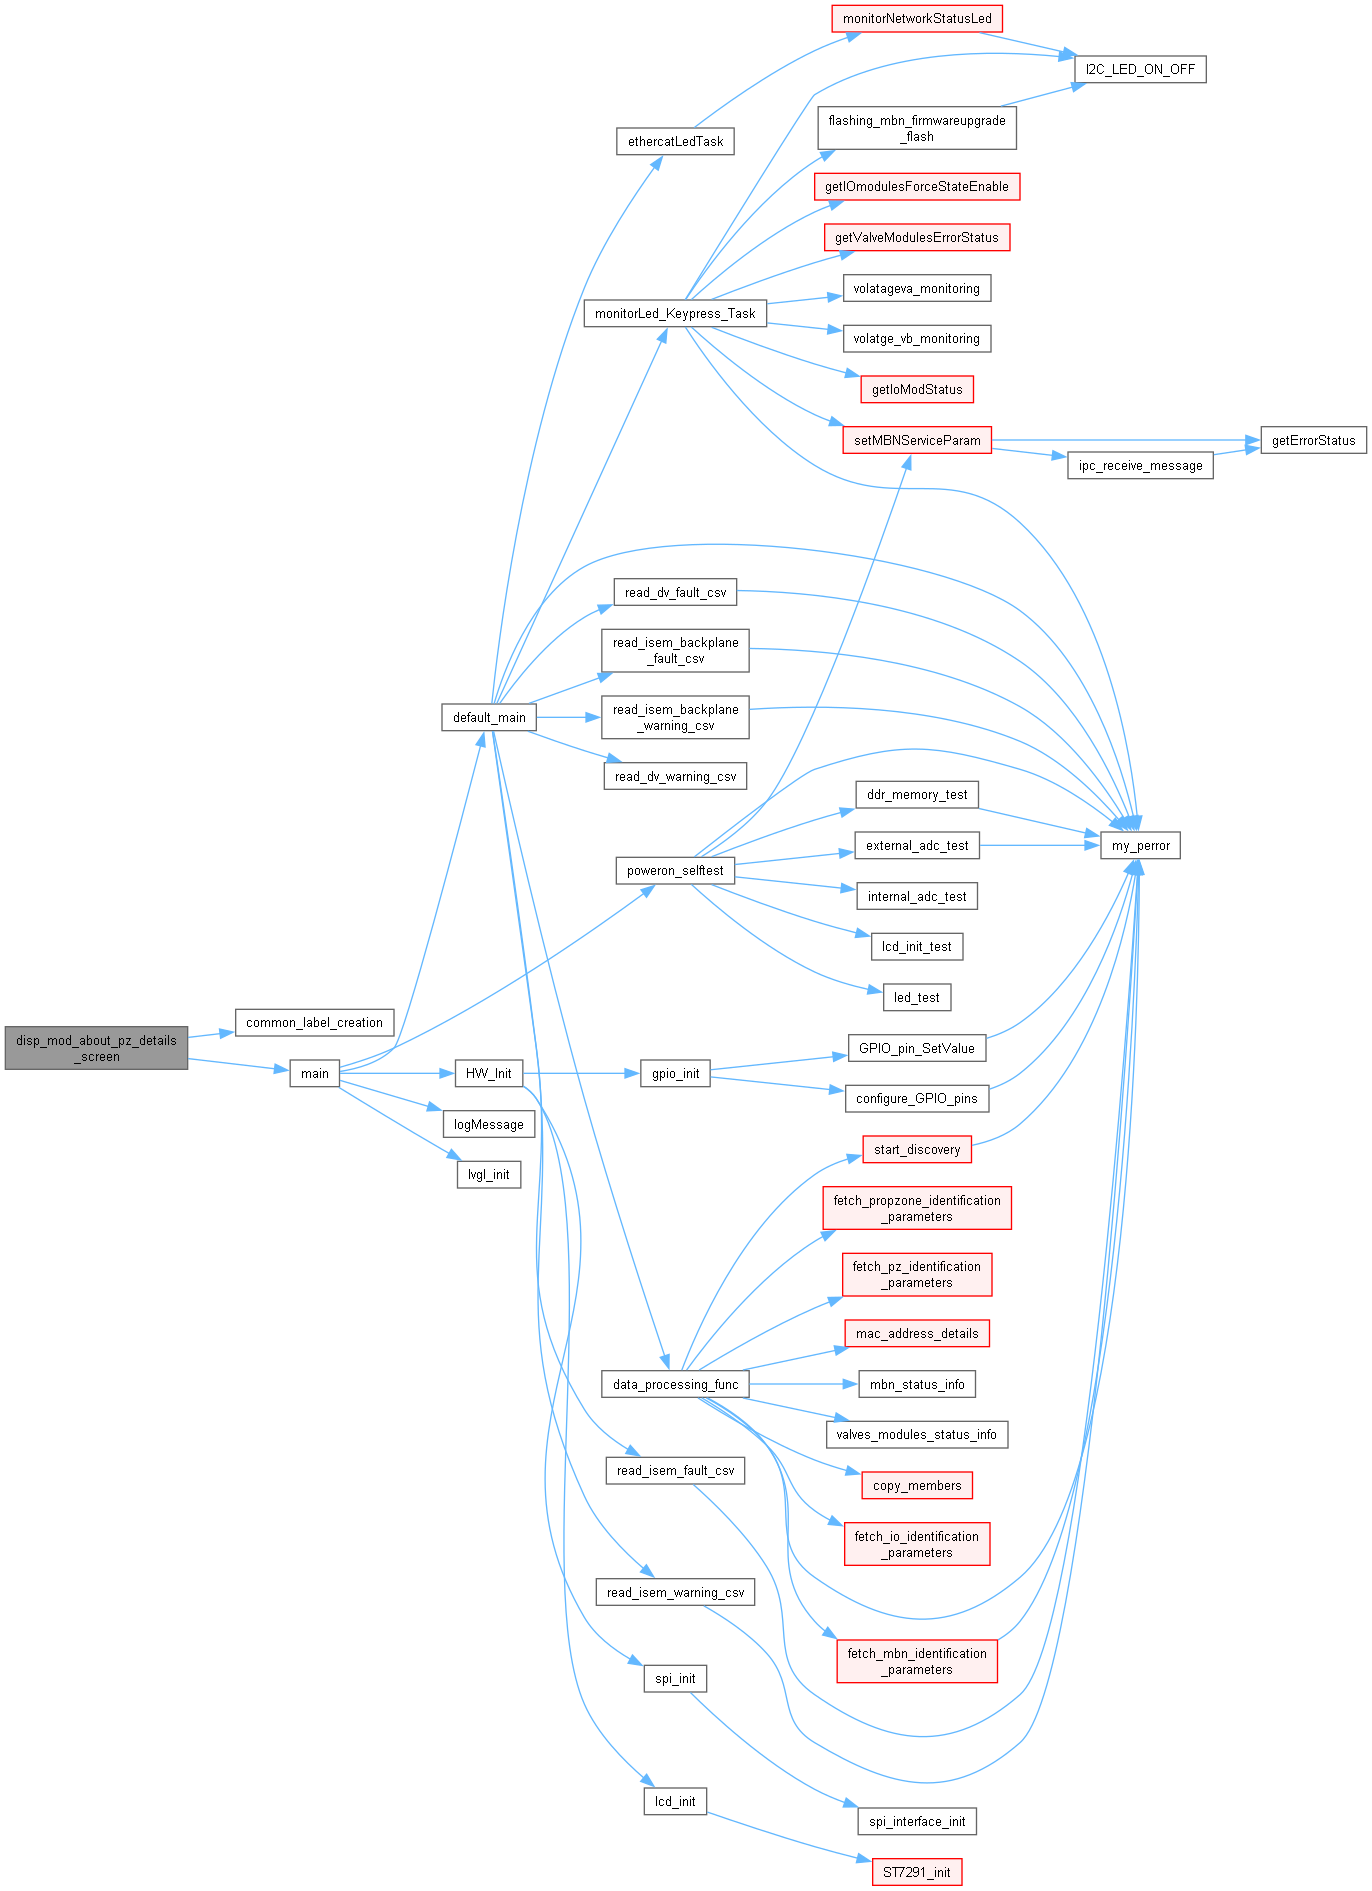 monitorNetworkStatusLed
I2C_LED_ON_OFF
flashing_mbn_firmwareupgrade
_flash
ethercatLedTask
getIOmodulesForceStateEnable
getValveModulesErrorStatus
volatageva_monitoring
monitorLed_Keypress_Task
volatge_vb_monitoring
getIoModStatus
setMBNServiceParam
getErrorStatus
ipc_receive_message
read_dv_fault_csv
read_isem_backplane
_fault_csv
default_main
read_isem_backplane
_warning_csv
read_dv_warning_csv
ddr_memory_test
external_adc_test
my_perror
poweron_selftest
internal_adc_test
lcd_init_test
led_test
common_label_creation
disp_mod_about_pz_details
_screen
main
HW_Init
gpio_init
GPIO_pin_SetValue
configure_GPIO_pins
logMessage
lvgl_init
start_discovery
fetch_propzone_identification
_parameters
fetch_pz_identification
_parameters
mac_address_details
data_processing_func
mbn_status_info
valves_modules_status_info
read_isem_fault_csv
copy_members
fetch_io_identification
_parameters
read_isem_warning_csv
fetch_mbn_identification
_parameters
spi_init
lcd_init
spi_interface_init
ST7291_init